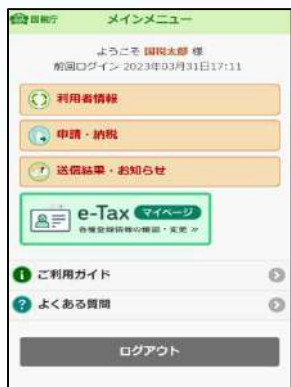 国税庁 メインメニュー
ようこそ 国税太郎 様
前回ログイン 2023年03月31日17:11
利用者情報
申請・納税
送信結果・お知らせ
e-Tax マイページ
各種登録情報の確認・変更 »
ご利用ガイド
よくある質問
ログアウト